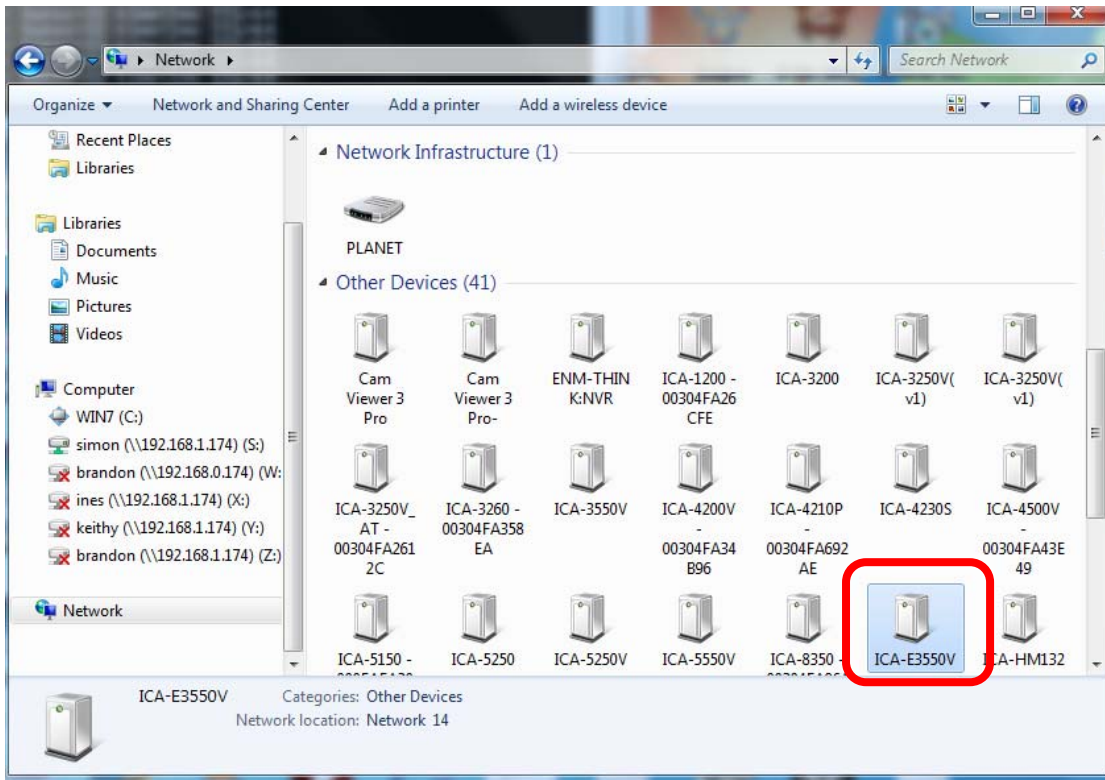 Network
Search Network
Organize
Network and Sharing Center
Add a printer
Add a wireless device
Recent Places
Libraries
Libraries
Documents
Music
Pictures
Videos
Computer
WIN7 (C:)
simon (\\192.168.1.174) (S:)
brandon (\\192.168.0.174) (W:
ines (\\192.168.1.174) (X:)
keithy (\\192.168.1.174) (Y:)
brandon (\\192.168.1.174) (Z:)
Network
Network Infrastructure (1)
PLANET
Other Devices (41)
Cam
Viewer 3
Pro
Cam
Viewer 3
Pro-
ENM-THIN
K:NVR
ICA-1200 -
00304FA26
CFE
ICA-3200
ICA-3250V(
v1)
ICA-3250V(
v1)
ICA-3250V_
AT -
00304FA261
2C
ICA-3260 -
00304FA358
EA
ICA-3550V
ICA-4200V
-
00304FA34
B96
ICA-4210P
-
00304FA692
AE
ICA-4230S
ICA-4500V
-
00304FA43E
49
ICA-5150 -
ICA-5250
ICA-5250V
ICA-5550V
ICA-8350 -
ICA-E3550V
ICA-HM132
ICA-E3550V
Categories: Other Devices
Network location: Network 14